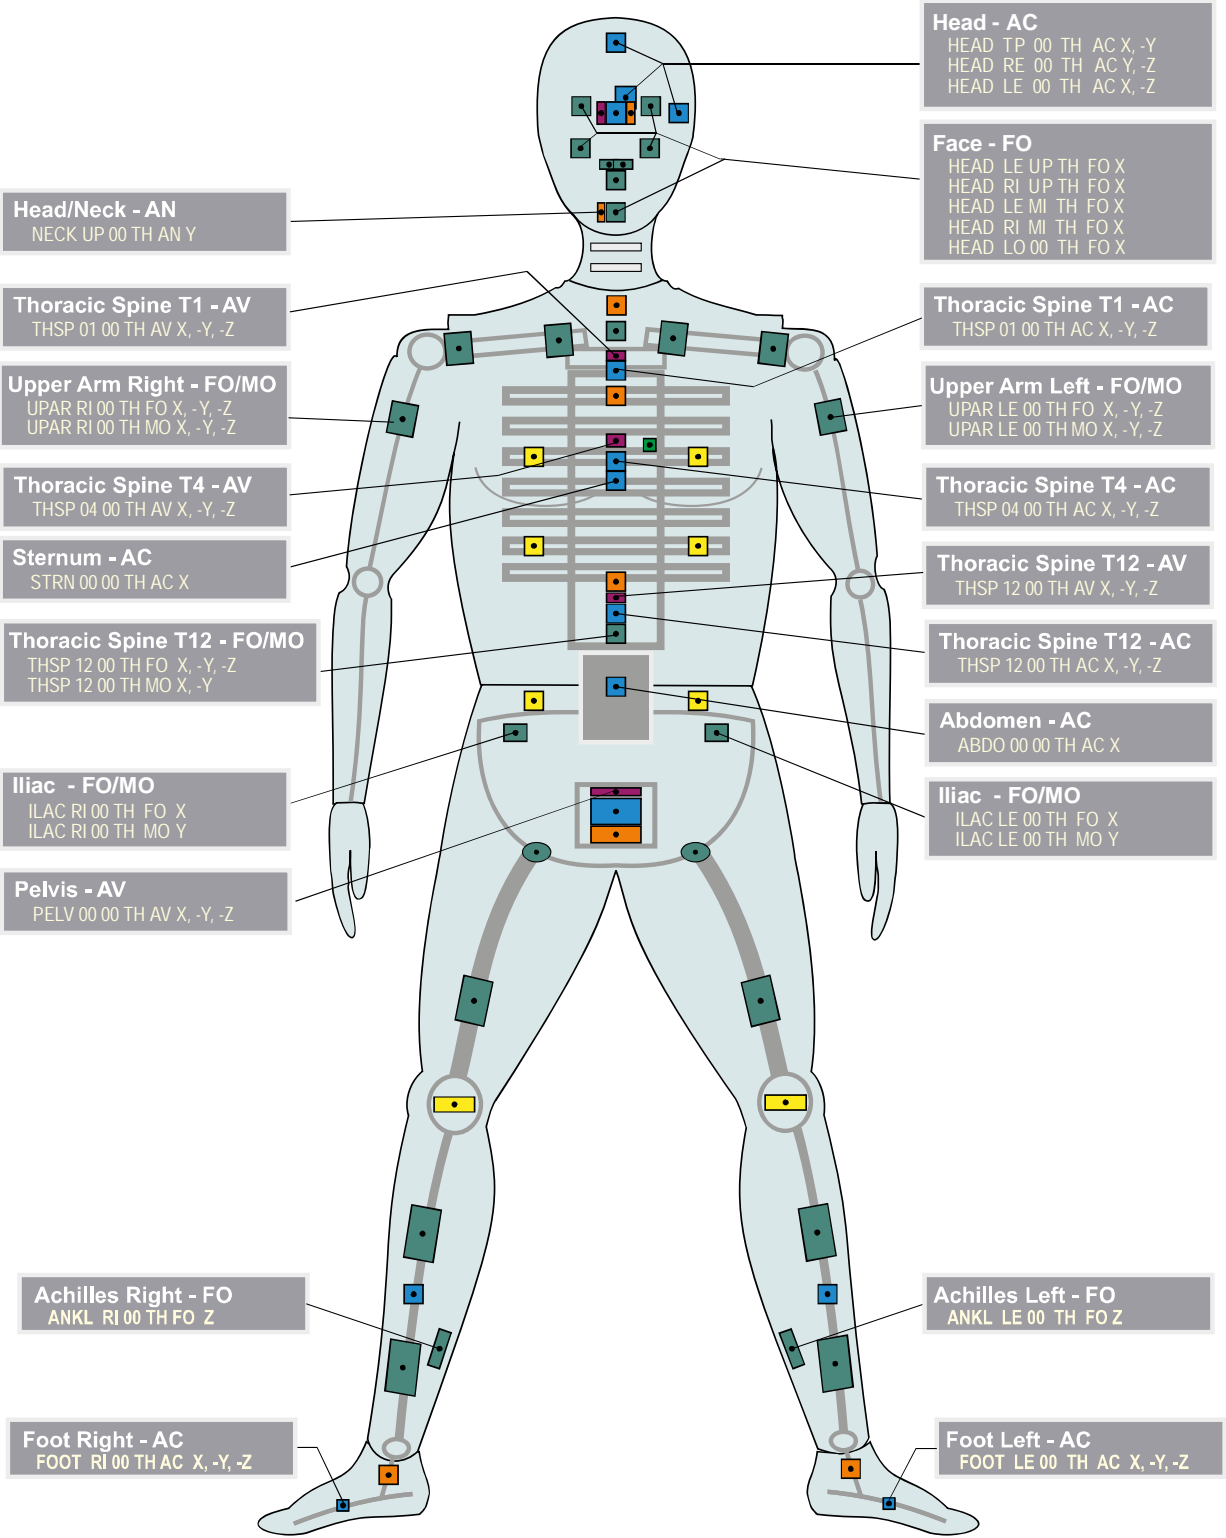 Head - AC
HEAD TP 00 TH AC X, -Y
HEAD RE 00 TH AC Y, -Z
HEAD LE 00 TH AC X, -Z
Face - FO
HEAD LE UP TH FO X
HEAD RI UP TH FO X
HEAD LE MI TH FO X
HEAD RI MI TH FO X
HEAD LO 00 TH FO X
Head/Neck - AN
NECK UP 00 TH AN Y
Thoracic Spine T1 - AV
THSP 01 00 TH AV X, -Y, -Z
Thoracic Spine T1 - AC
THSP 01 00 TH AC X, -Y, -Z
Upper Arm Right - FO/MO
UPAR RI 00 TH FO X, -Y, -Z
UPAR RI 00 TH MO X, -Y, -Z
Upper Arm Left - FO/MO
UPAR LE 00 TH FO X, -Y, -Z
UPAR LE 00 TH MO X, -Y, -Z
Thoracic Spine T4 - AV
THSP 04 00 TH AV X, -Y, -Z
Thoracic Spine T4 - AC
THSP 04 00 TH AC X, -Y, -Z
Sternum - AC
STRN 00 00 TH AC X
Thoracic Spine T12 - AV
THSP 12 00 TH AV X, -Y, -Z
Thoracic Spine T12 - FO/MO
THSP 12 00 TH FO X, -Y, -Z
THSP 12 00 TH MO X, -Y
Thoracic Spine T12 - AC
THSP 12 00 TH AC X, -Y, -Z
Abdomen - AC
ABDO 00 00 TH AC X
Iliac - FO/MO
ILAC RI 00 TH FO X
ILAC RI 00 TH MO Y
Iliac - FO/MO
ILAC LE 00 TH FO X
ILAC LE 00 TH MO Y
Pelvis - AV
PELV 00 00 TH AV X, -Y, -Z
Achilles Right - FO
ANKL RI 00 TH FO Z
Achilles Left - FO
ANKL LE 00 TH FO Z
Foot Right - AC
FOOT RI 00 TH AC X, -Y, -Z
Foot Left - AC
FOOT LE 00 TH AC X, -Y, -Z